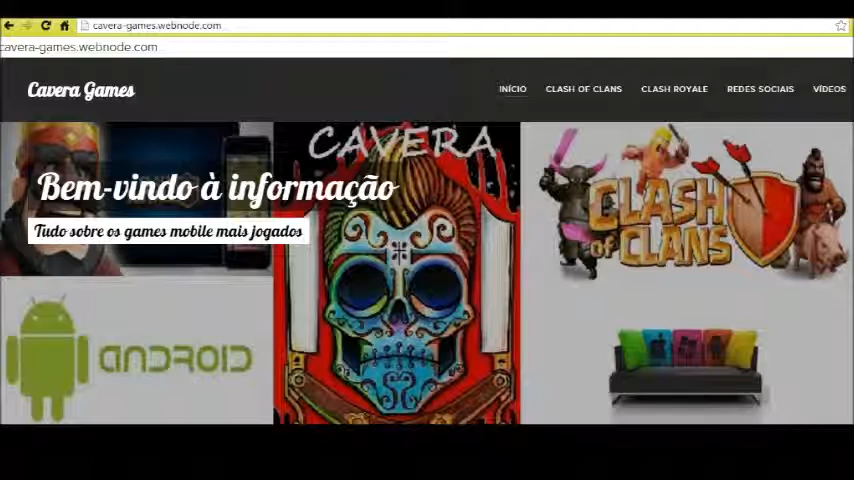 cavera-games.webnode.com
cavera-games.webnode.com
Cavera Games
INÍCIO
CLASH OF CLANS
CLASH ROYALE
REDES SOCIAIS
VÍDEOS
CAVERA
Bem-vindo à informação
Tudo sobre os games mobile mais jogados
CLASH
of CLANS
ANDROID